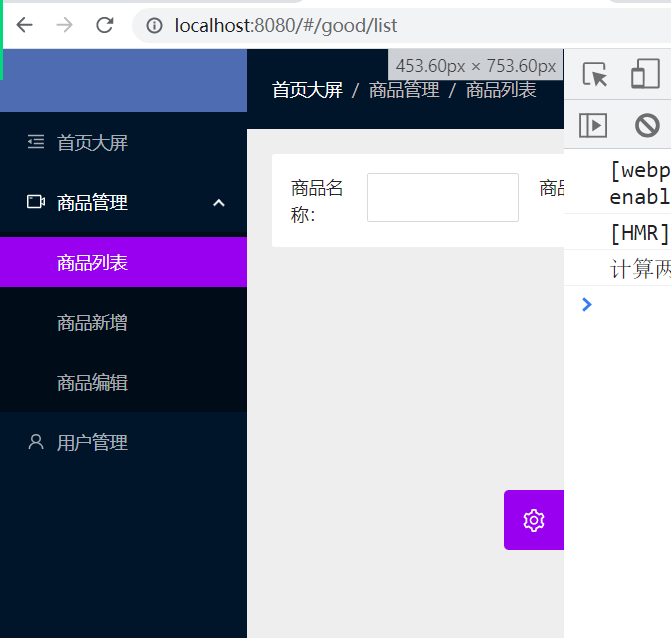 localhost:8080/#/good/list
453.60px × 753.60px
首页大屏 / 商品管理 / 商品列表
首页大屏
商品管理
商品列表
商品新增
商品编辑
用户管理
商品名
称:
商品
[webp
enabl
[HMR]
计算两